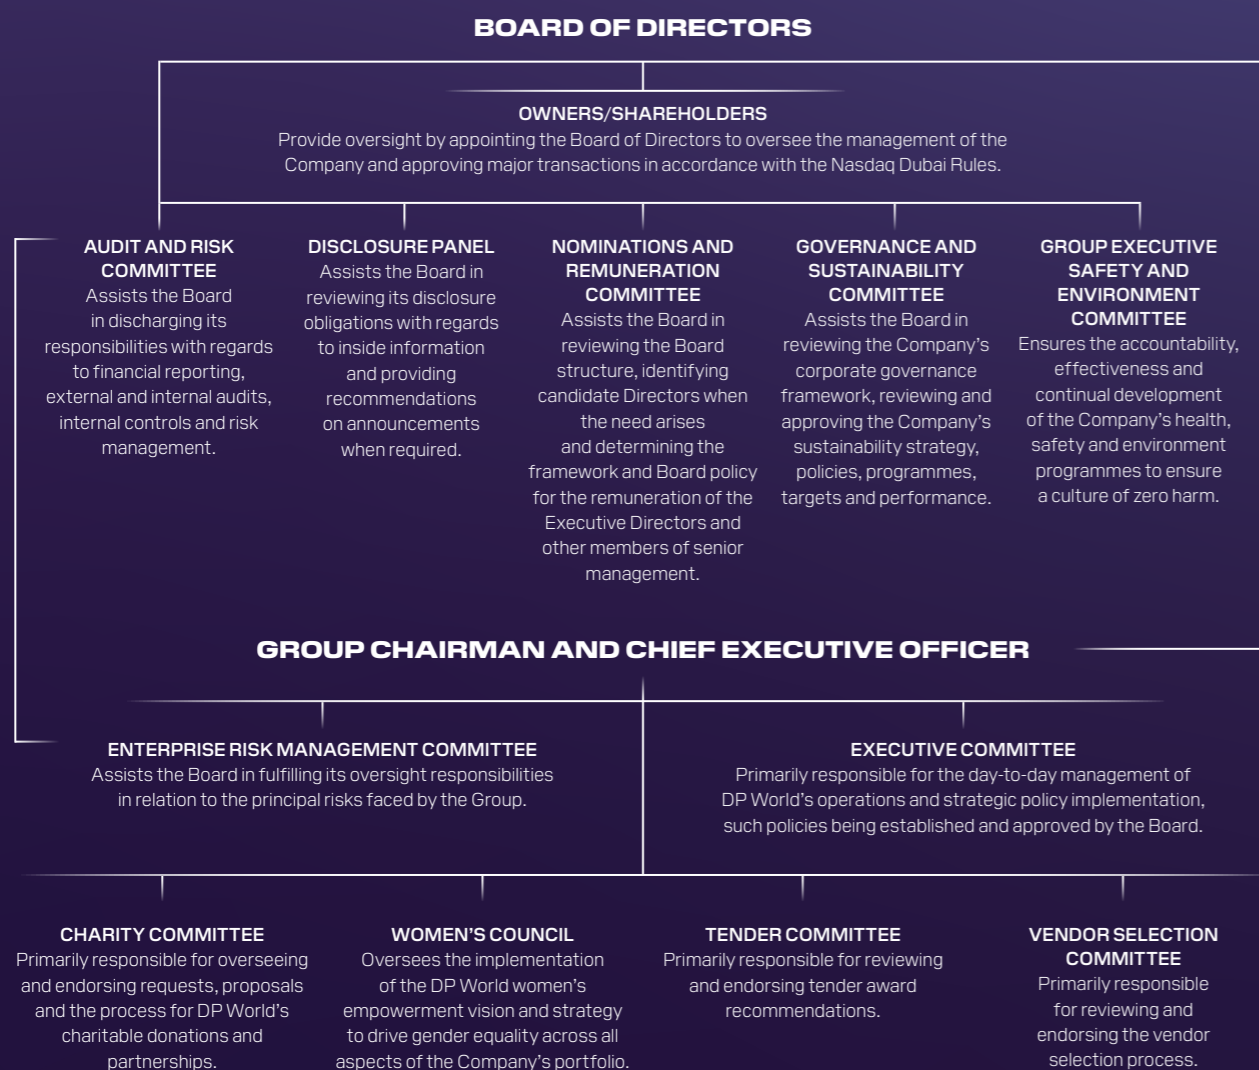 BOARD OF DIRECTORS
OWNERS/SHAREHOLDERS
Provide oversight by appointing the Board of Directors to oversee the management of the
Company and approving major transactions in accordance with the Nasdaq Dubai Rules.
AUDIT AND RISK
COMMITTEE
Assists the Board
in discharging its
responsibilities with regards
to financial reporting,
external and internal audits,
internal controls and risk
management.
DISCLOSURE PANEL
Assists the Board in
reviewing its disclosure
obligations with regards
to inside information
and providing
recommendations
on announcements
when required.
NOMINATIONS AND
REMUNERATION
COMMITTEE
Assists the Board in
reviewing the Board
structure, identifying
candidate Directors when
the need arises
and determining the
framework and Board policy
for the remuneration of the
Executive Directors and
other members of senior
management.
GOVERNANCE AND
SUSTAINABILITY
COMMITTEE
Assists the Board in
reviewing the Company's
corporate governance
framework, reviewing and
approving the Company's
sustainability strategy,
policies, programmes,
targets and performance.
GROUP EXECUTIVE
SAFETY AND
ENVIRONMENT
COMMITTEE
Ensures the accountability,
effectiveness and
continual development
of the Company's health,
safety and environment
programmes to ensure
a culture of zero harm.
GROUP CHAIRMAN AND CHIEF EXECUTIVE OFFICER
ENTERPRISE RISK MANAGEMENT COMMITTEE
Assists the Board in fulfilling its oversight responsibilities
in relation to the principal risks faced by the Group.
EXECUTIVE COMMITTEE
Primarily responsible for the day-to-day management of
DP World's operations and strategic policy implementation,
such policies being established and approved by the Board.
CHARITY COMMITTEE
Primarily responsible for overseeing
and endorsing requests, proposals
and the process for DP World's
charitable donations and
partnerships.
WOMEN'S COUNCIL
Oversees the implementation
of the DP World women's
empowerment vision and strategy
to drive gender equality across all
aspects of the Company's portfolio.
TENDER COMMITTEE
Primarily responsible for reviewing
and endorsing tender award
recommendations.
VENDOR SELECTION
COMMITTEE
Primarily responsible
for reviewing and
endorsing the vendor
selection process.